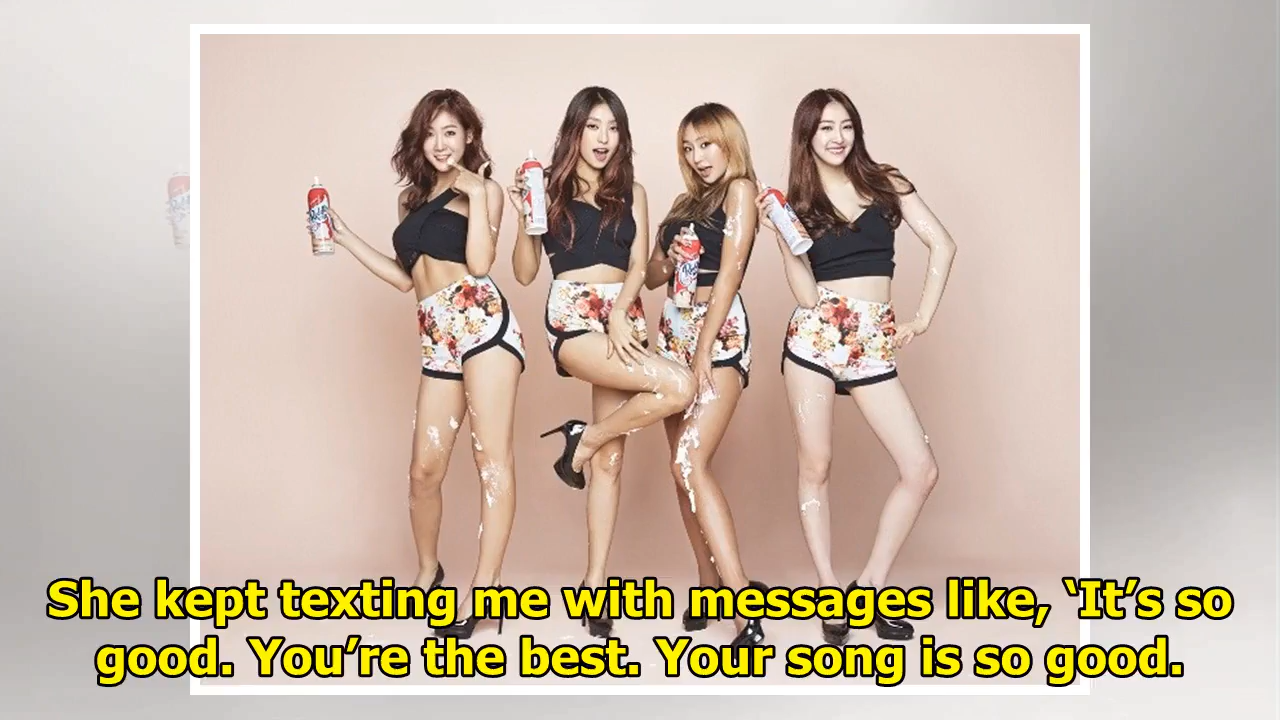 She kept texting me with messages like, ‘It’s so
good. You’re the best. Your song is so good.